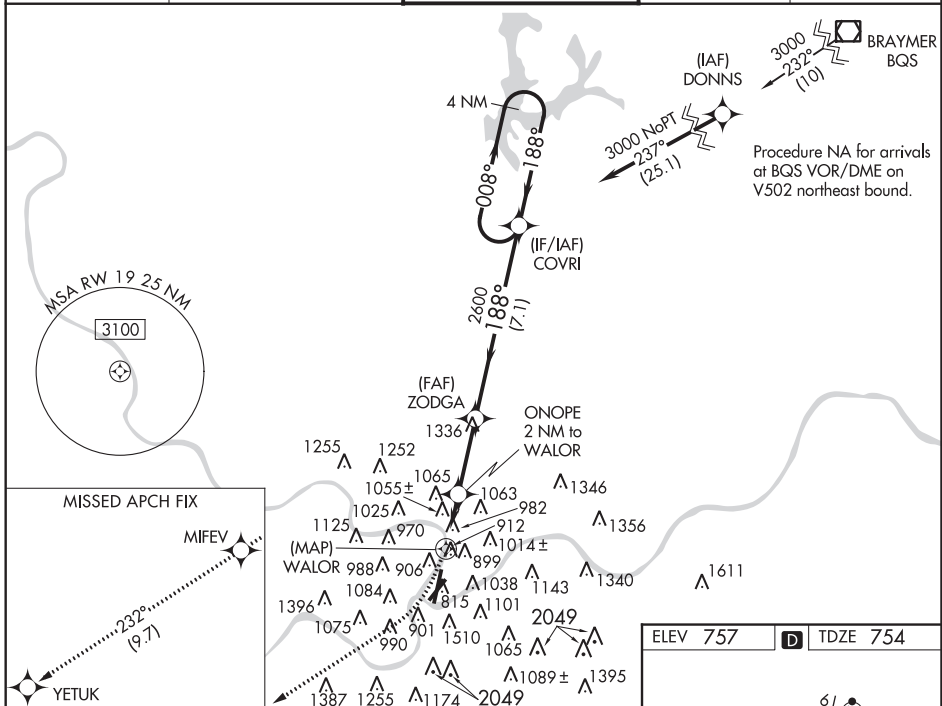 BRAYMER
BQS
3000
232°
(10)
(IAF)
DONNS
3000 NoPT
237°
(25.1)
Procedure NA for arrivals
at BQS VOR/DME on
V502 northeast bound.
4 NM
008°
188°
(IF/IAF)
COVRI
2600
188°
(7.1)
MSA RW 19 25 NM
3100
(FAF)
ZODGA
1336
ONOPE
2 NM to
WALOR
1255
1252
1065
1055±
1063
1346
1025
982
1356
1125
970
912
1014±
(MAP)
WALOR
988
906
899
1340
1611
1084
1038
1143
1396
815
1075
901
1101
990
1510
2049
1065
1387
1255
1174
2049
1089±
1395
MISSED APCH FIX
MIFEV
232°
(9.7)
YETUK
ELEV 757
D
TDZE 754
19